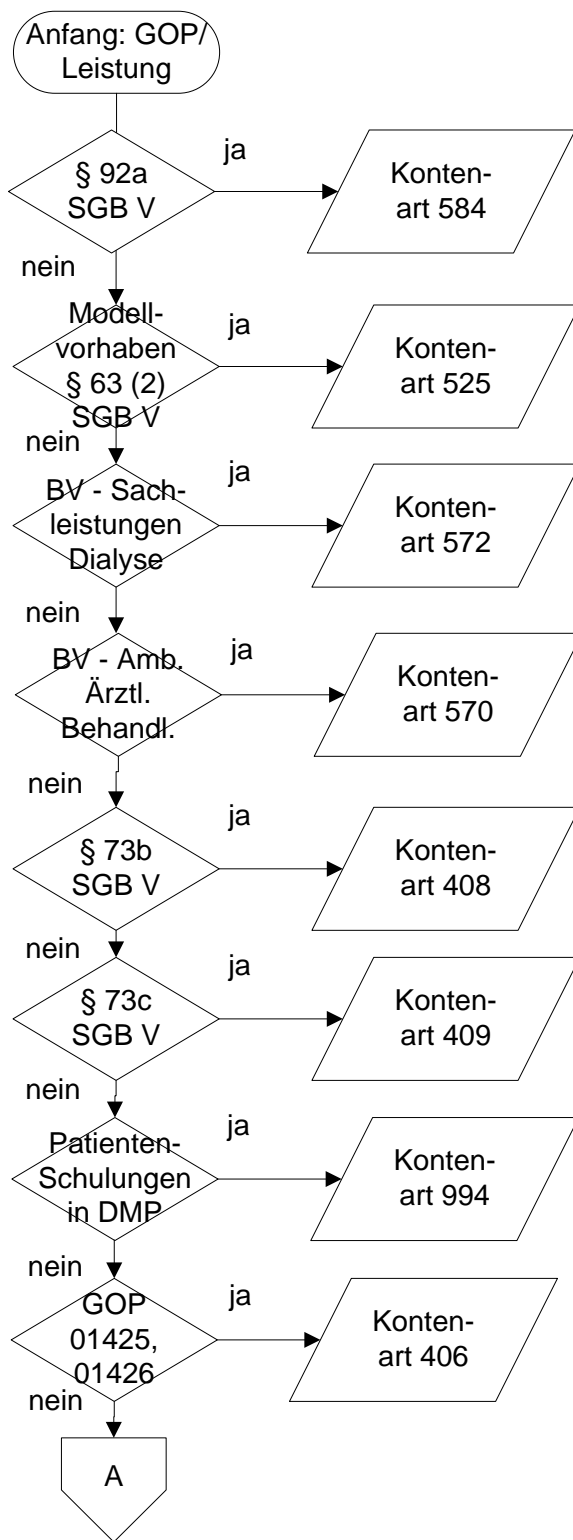 Anfang: GOP/
Leistung
§ 92a
SGB V
ja
Konten-
art 584
nein
Modell-
vorhaben
§ 63 (2)
SGB V
ja
Konten-
art 525
nein
BV - Sach-
leistungen
Dialyse
ja
Konten-
art 572
nein
BV - Amb.
Ärztl.
Behandl.
ja
Konten-
art 570
nein
§ 73b
SGB V
ja
Konten-
art 408
nein
§ 73c
SGB V
ja
Konten-
art 409
nein
Patienten-
Schulungen
in DMP
ja
Konten-
art 994
nein
GOP
01425,
01426
ja
Konten-
art 406
nein
A